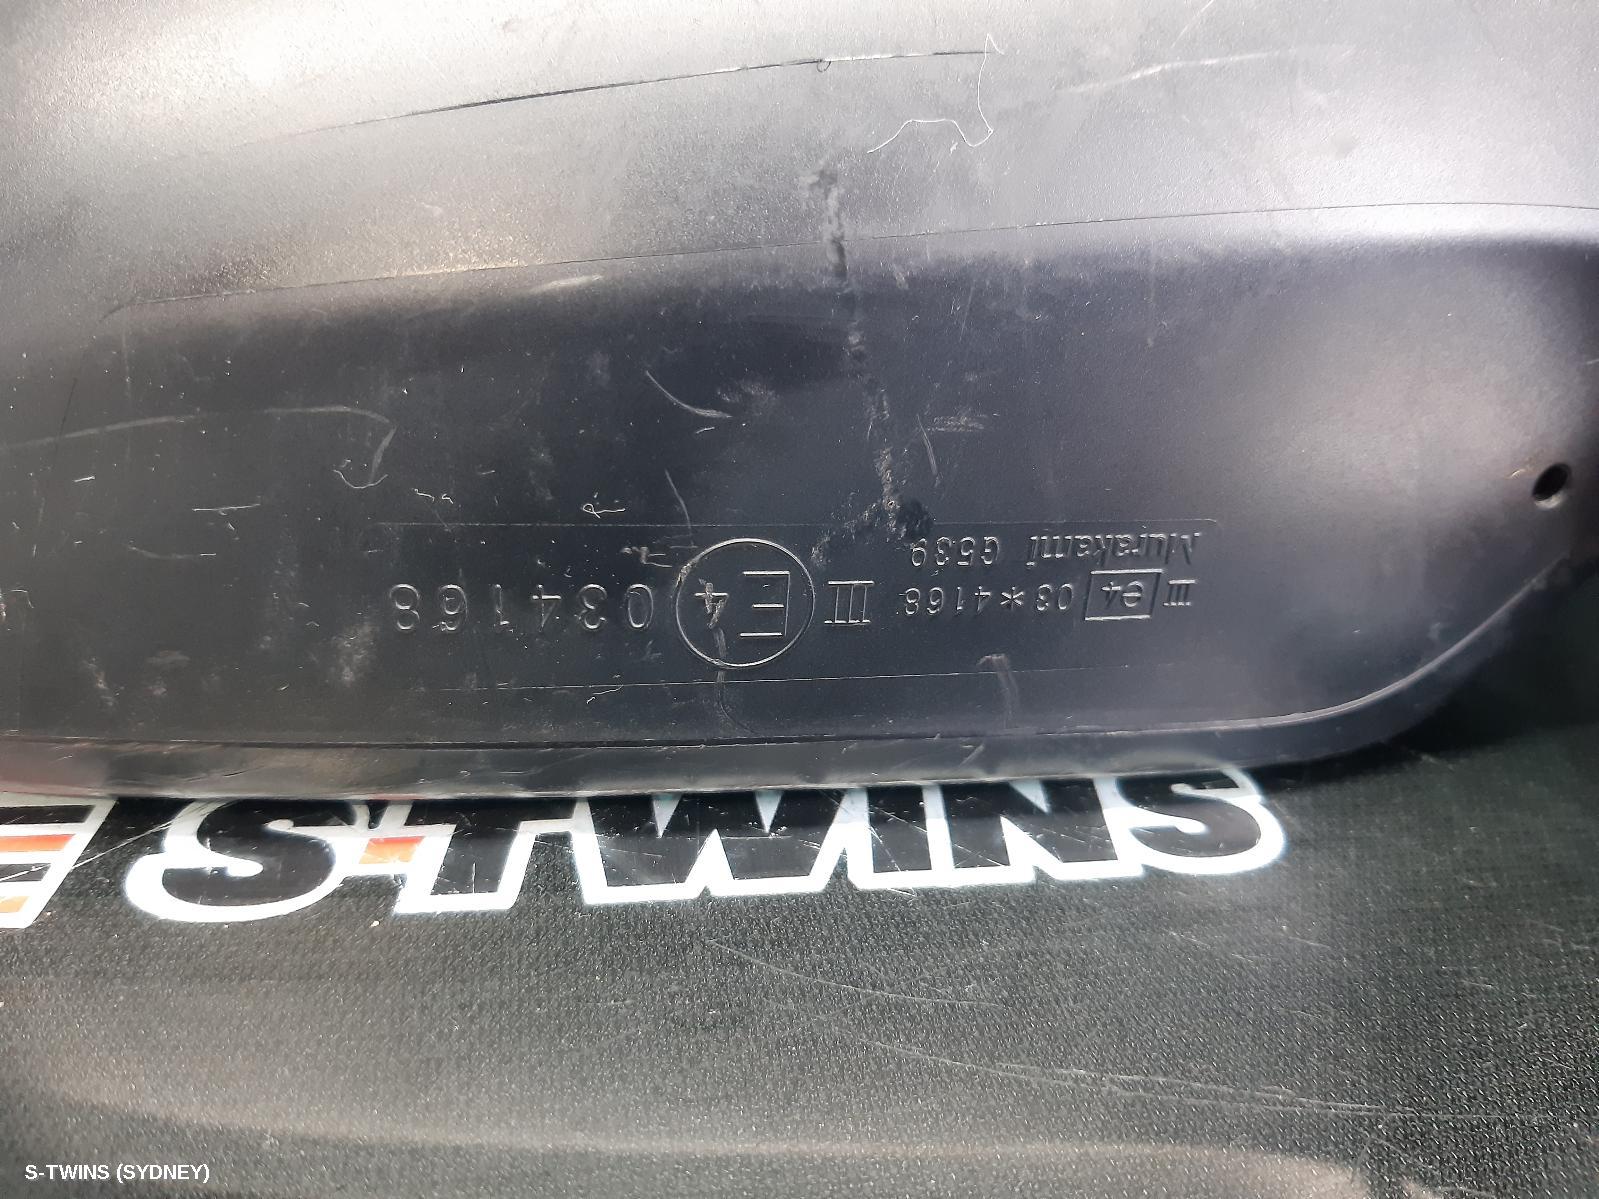 Murakami G539
III e4 03*4168 III E4 034168
S-TWINS
S-TWINS (SYDNEY)